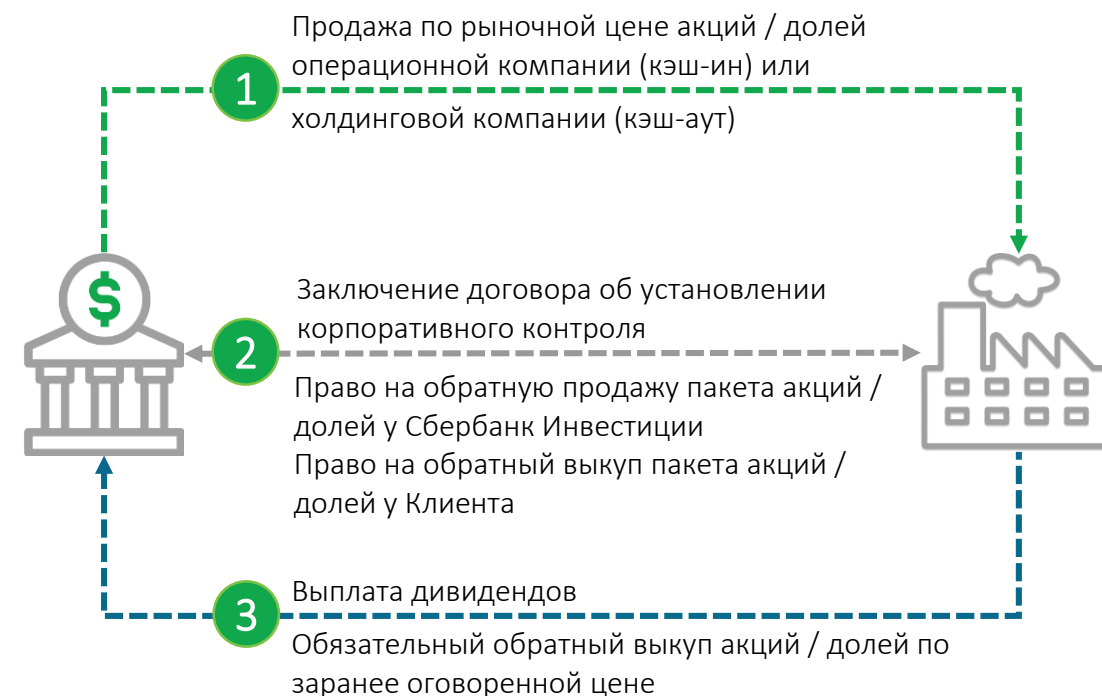 Продажа по рыночной цене акций / долей
операционной компании (кэш-ин) или
1
холдинговой компании (кэш-аут)
$
Заключение договора об установлении
корпоративного контроля
2
Право на обратную продажу пакета акций /
долей у Сбербанк Инвестиции
Право на обратный выкуп пакета акций /
долей у Клиента
Выплата дивидендов
3
Обязательный обратный выкуп акций / долей по
заранее оговоренной цене